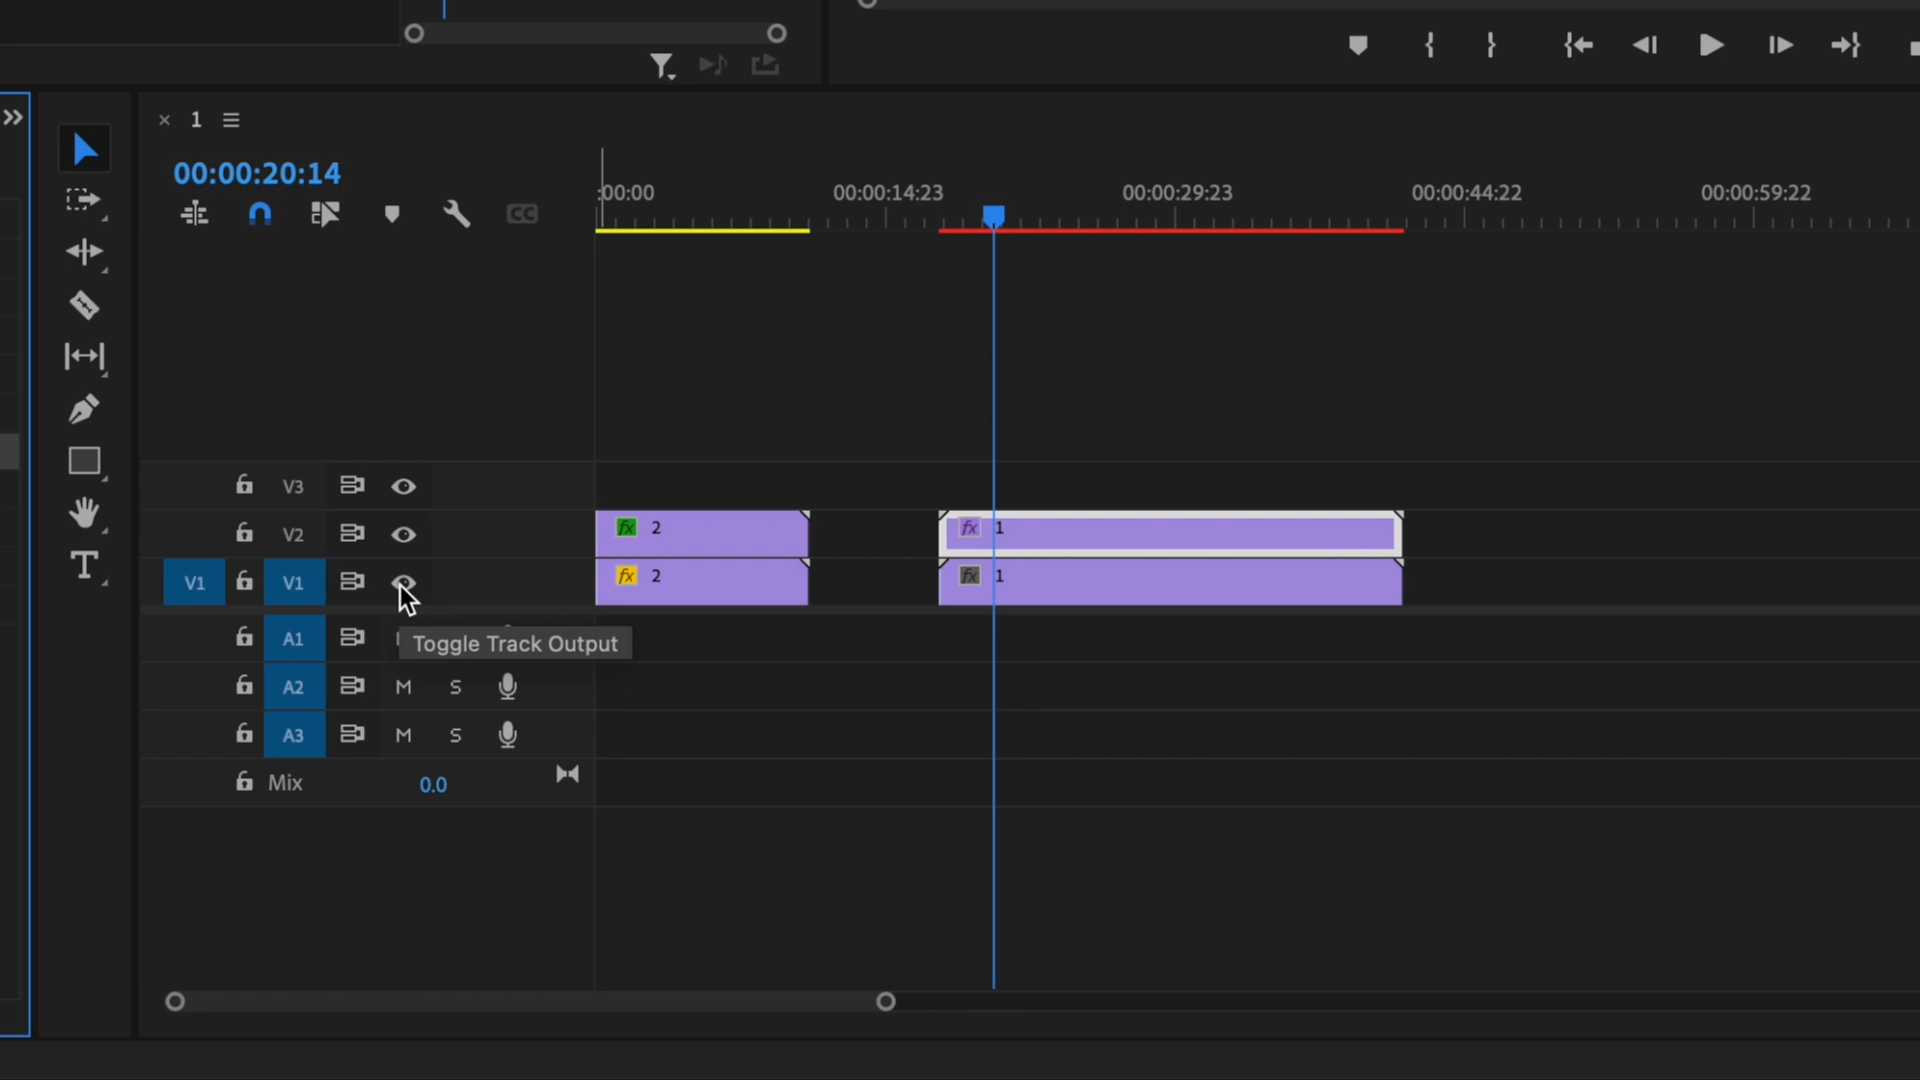 1
00:00:20:14
:00:00
00:00:14:23
00:00:29:23
00:00:44:22
00:00:59:22
CC
V3
V2
fx 2
fx 1
V1
V1
fx 2
fx 1
A1
Toggle Track Output
A2
M
S
A3
M
S
Mix
0.0